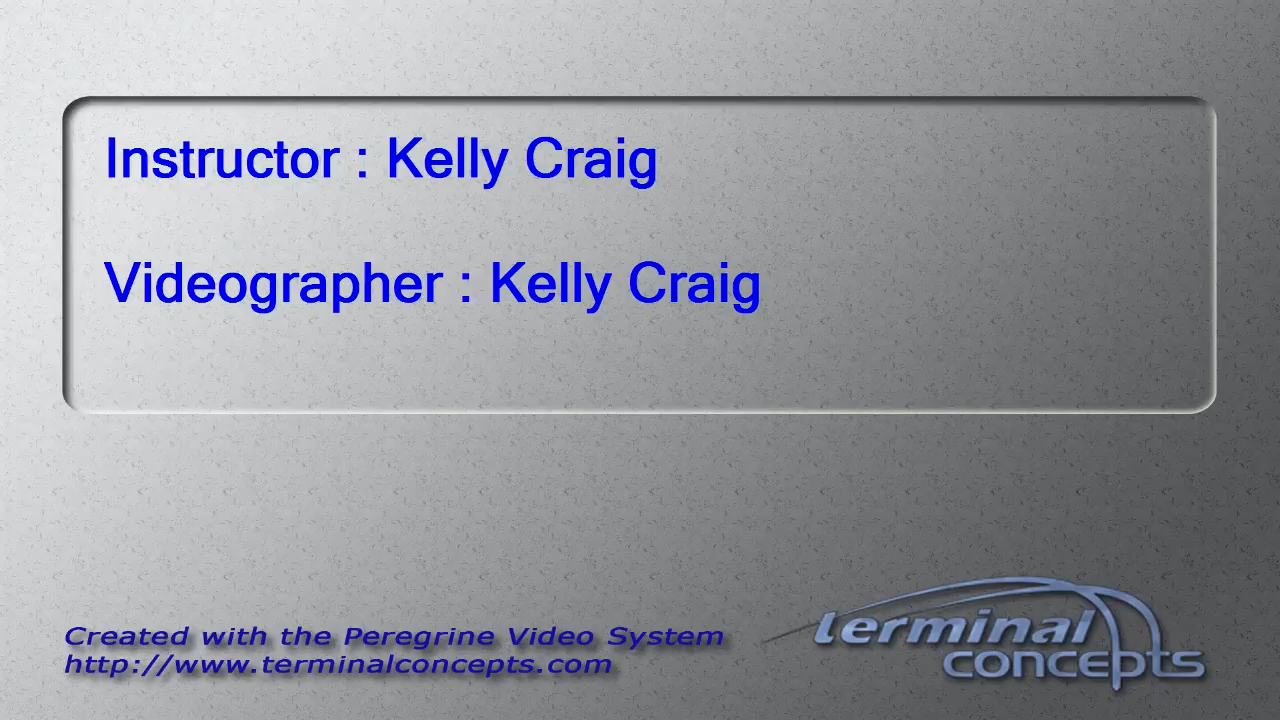 Instructor : Kelly Craig
Videographer : Kelly Craig
Created with the Peregrine Video System
http://www.terminalconcepts.com
terminal
concepts